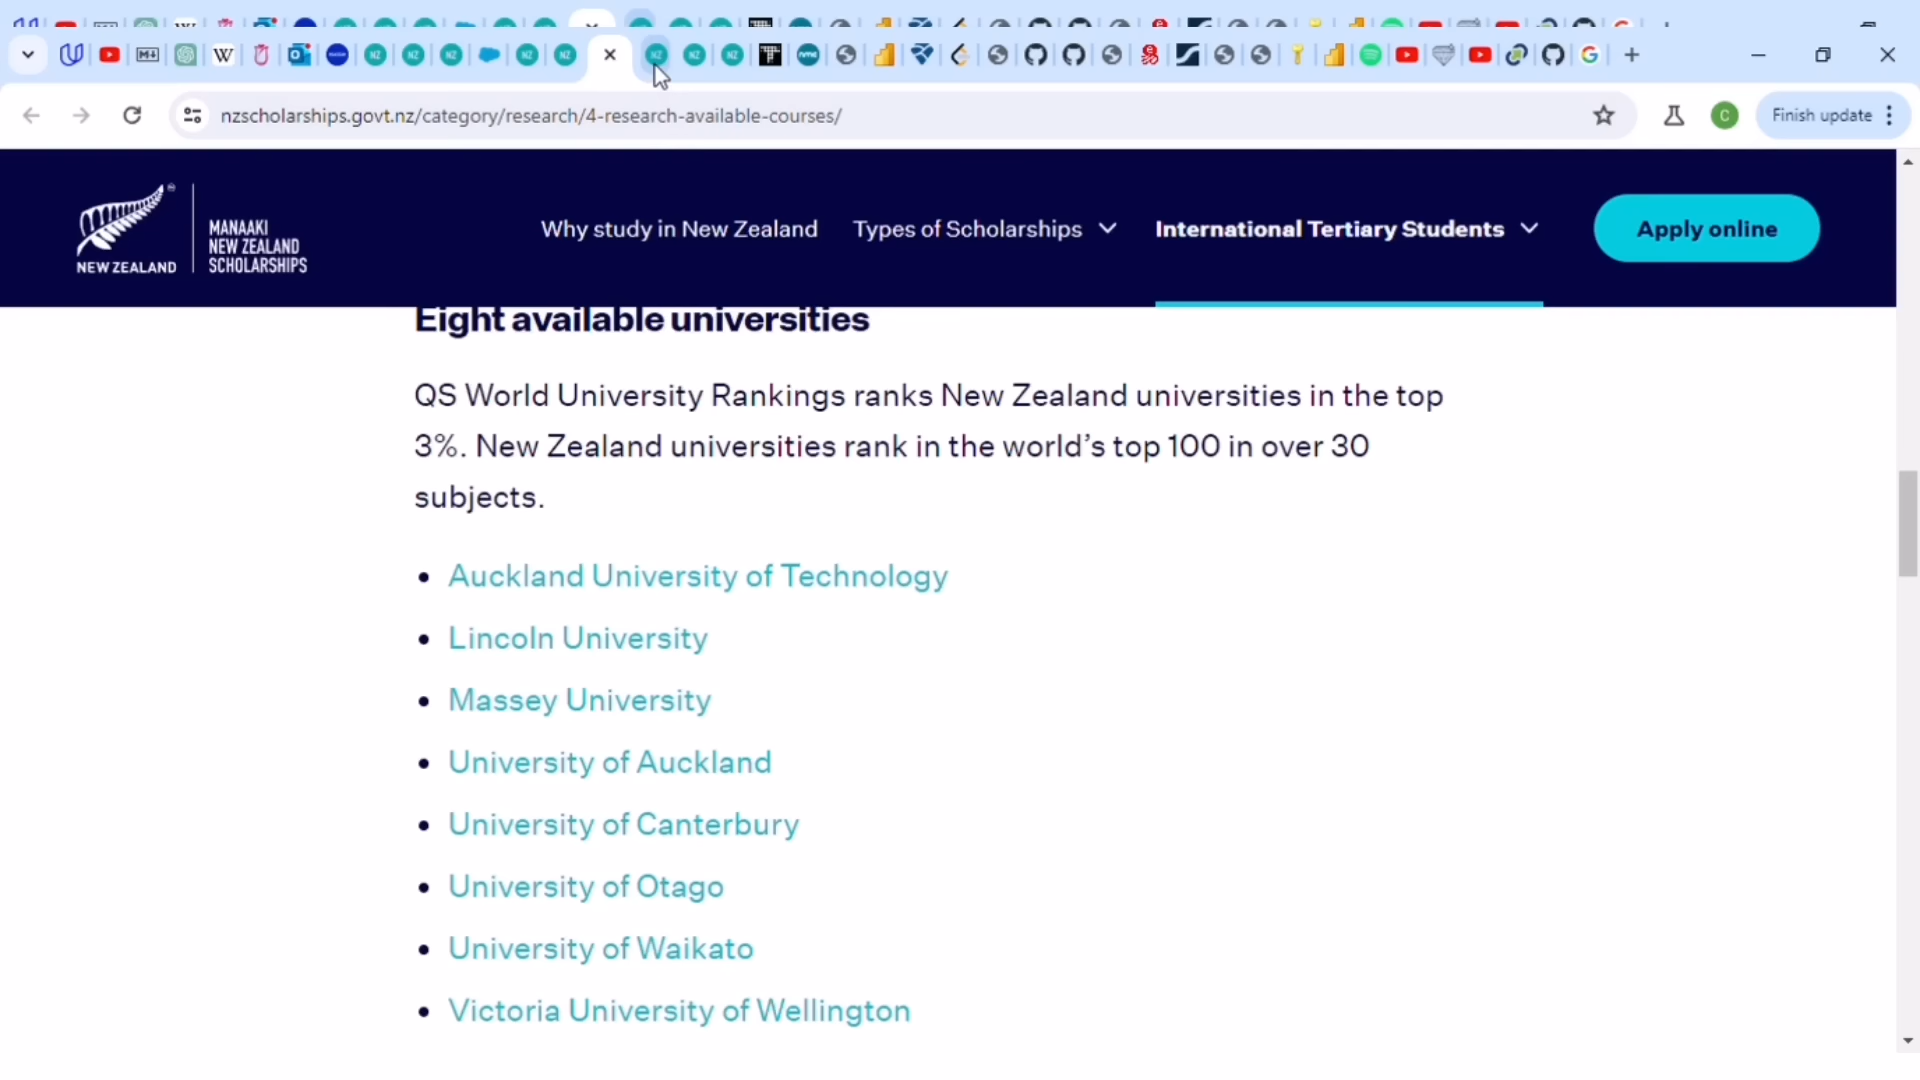 nzscholarships.govt.nz/category/research/4-research-available-courses/
C
Finish update
NEW ZEALAND
MANAAKI
NEW ZEALAND
SCHOLARSHIPS
Why study in New Zealand
Types of Scholarships
International Tertiary Students
Apply online
Eight available universities
QS World University Rankings ranks New Zealand universities in the top
3%. New Zealand universities rank in the world’s top 100 in over 30
subjects.
• Auckland University of Technology
• Lincoln University
• Massey University
• University of Auckland
• University of Canterbury
• University of Otago
• University of Waikato
• Victoria University of Wellington